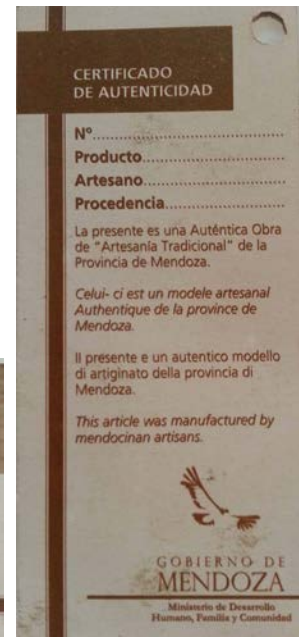 CERTIFICADO
DE AUTENTICIDAD
Nº.....................................
Producto...........................
Artesano...........................
Procedencia......................
La presente es una Auténtica Obra
de "Artesanía Tradicional" de la
Provincia de Mendoza.
Celui- ci est un modele artesanal
Authentique de la province de
Mendoza.
Il presente e un autentico modello
di artiginato della provincia di
Mendoza.
This article was manufactured by
mendocinan artisans.
GOBIERNO DE
MENDOZA
Ministerio de Desarrollo
Humano, Familia y Comunidad